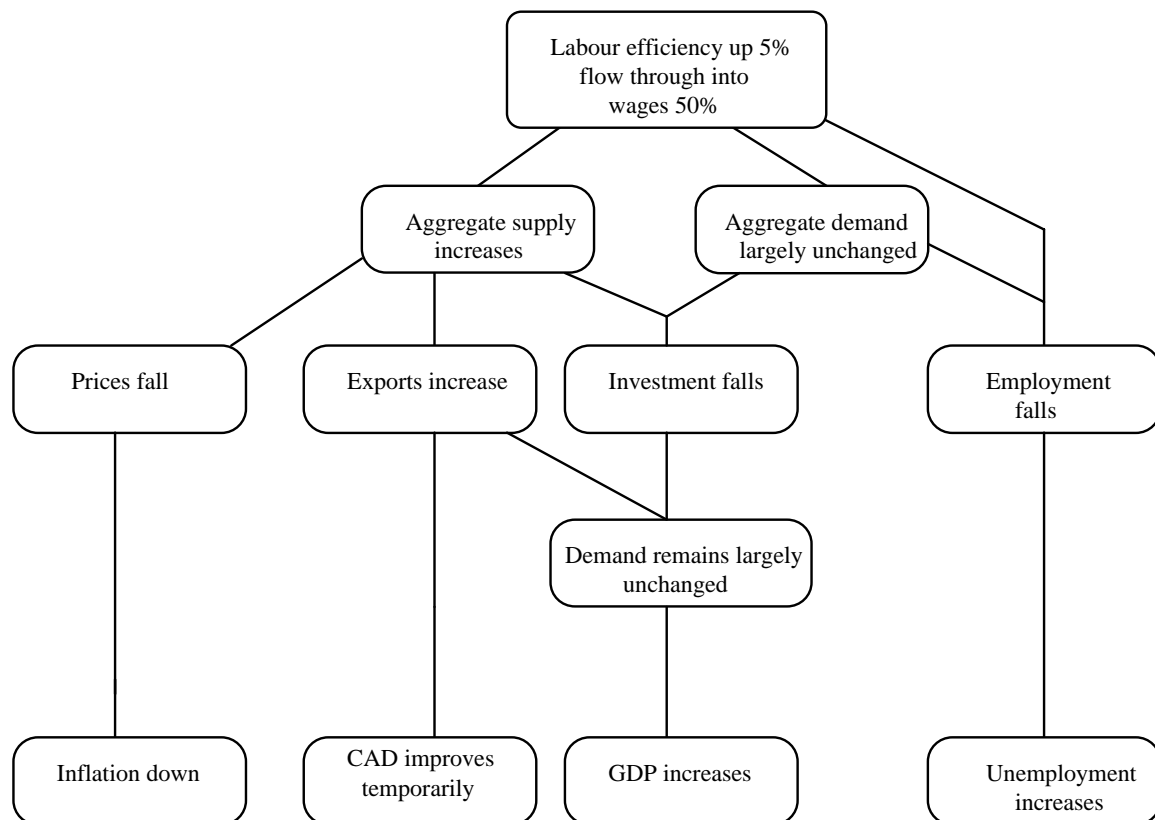 Labour efficiency up 5%
flow through into
wages 50%
Aggregate supply
increases
Aggregate demand
largely unchanged
Prices fall
Exports increase
Investment falls
Employment
falls
Demand remains largely
unchanged
Inflation down
CAD improves
temporarily
GDP increases
Unemployment
increases